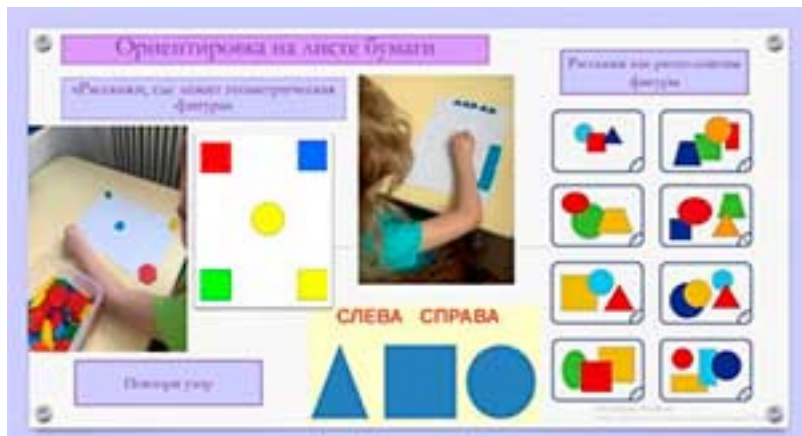 Ориентировка на листе бумаги
«Расскажи, где лежит геометрическая
фигура»
Расскажи как расположены
фигуры
СЛЕВА СПРАВА
Повтори узор